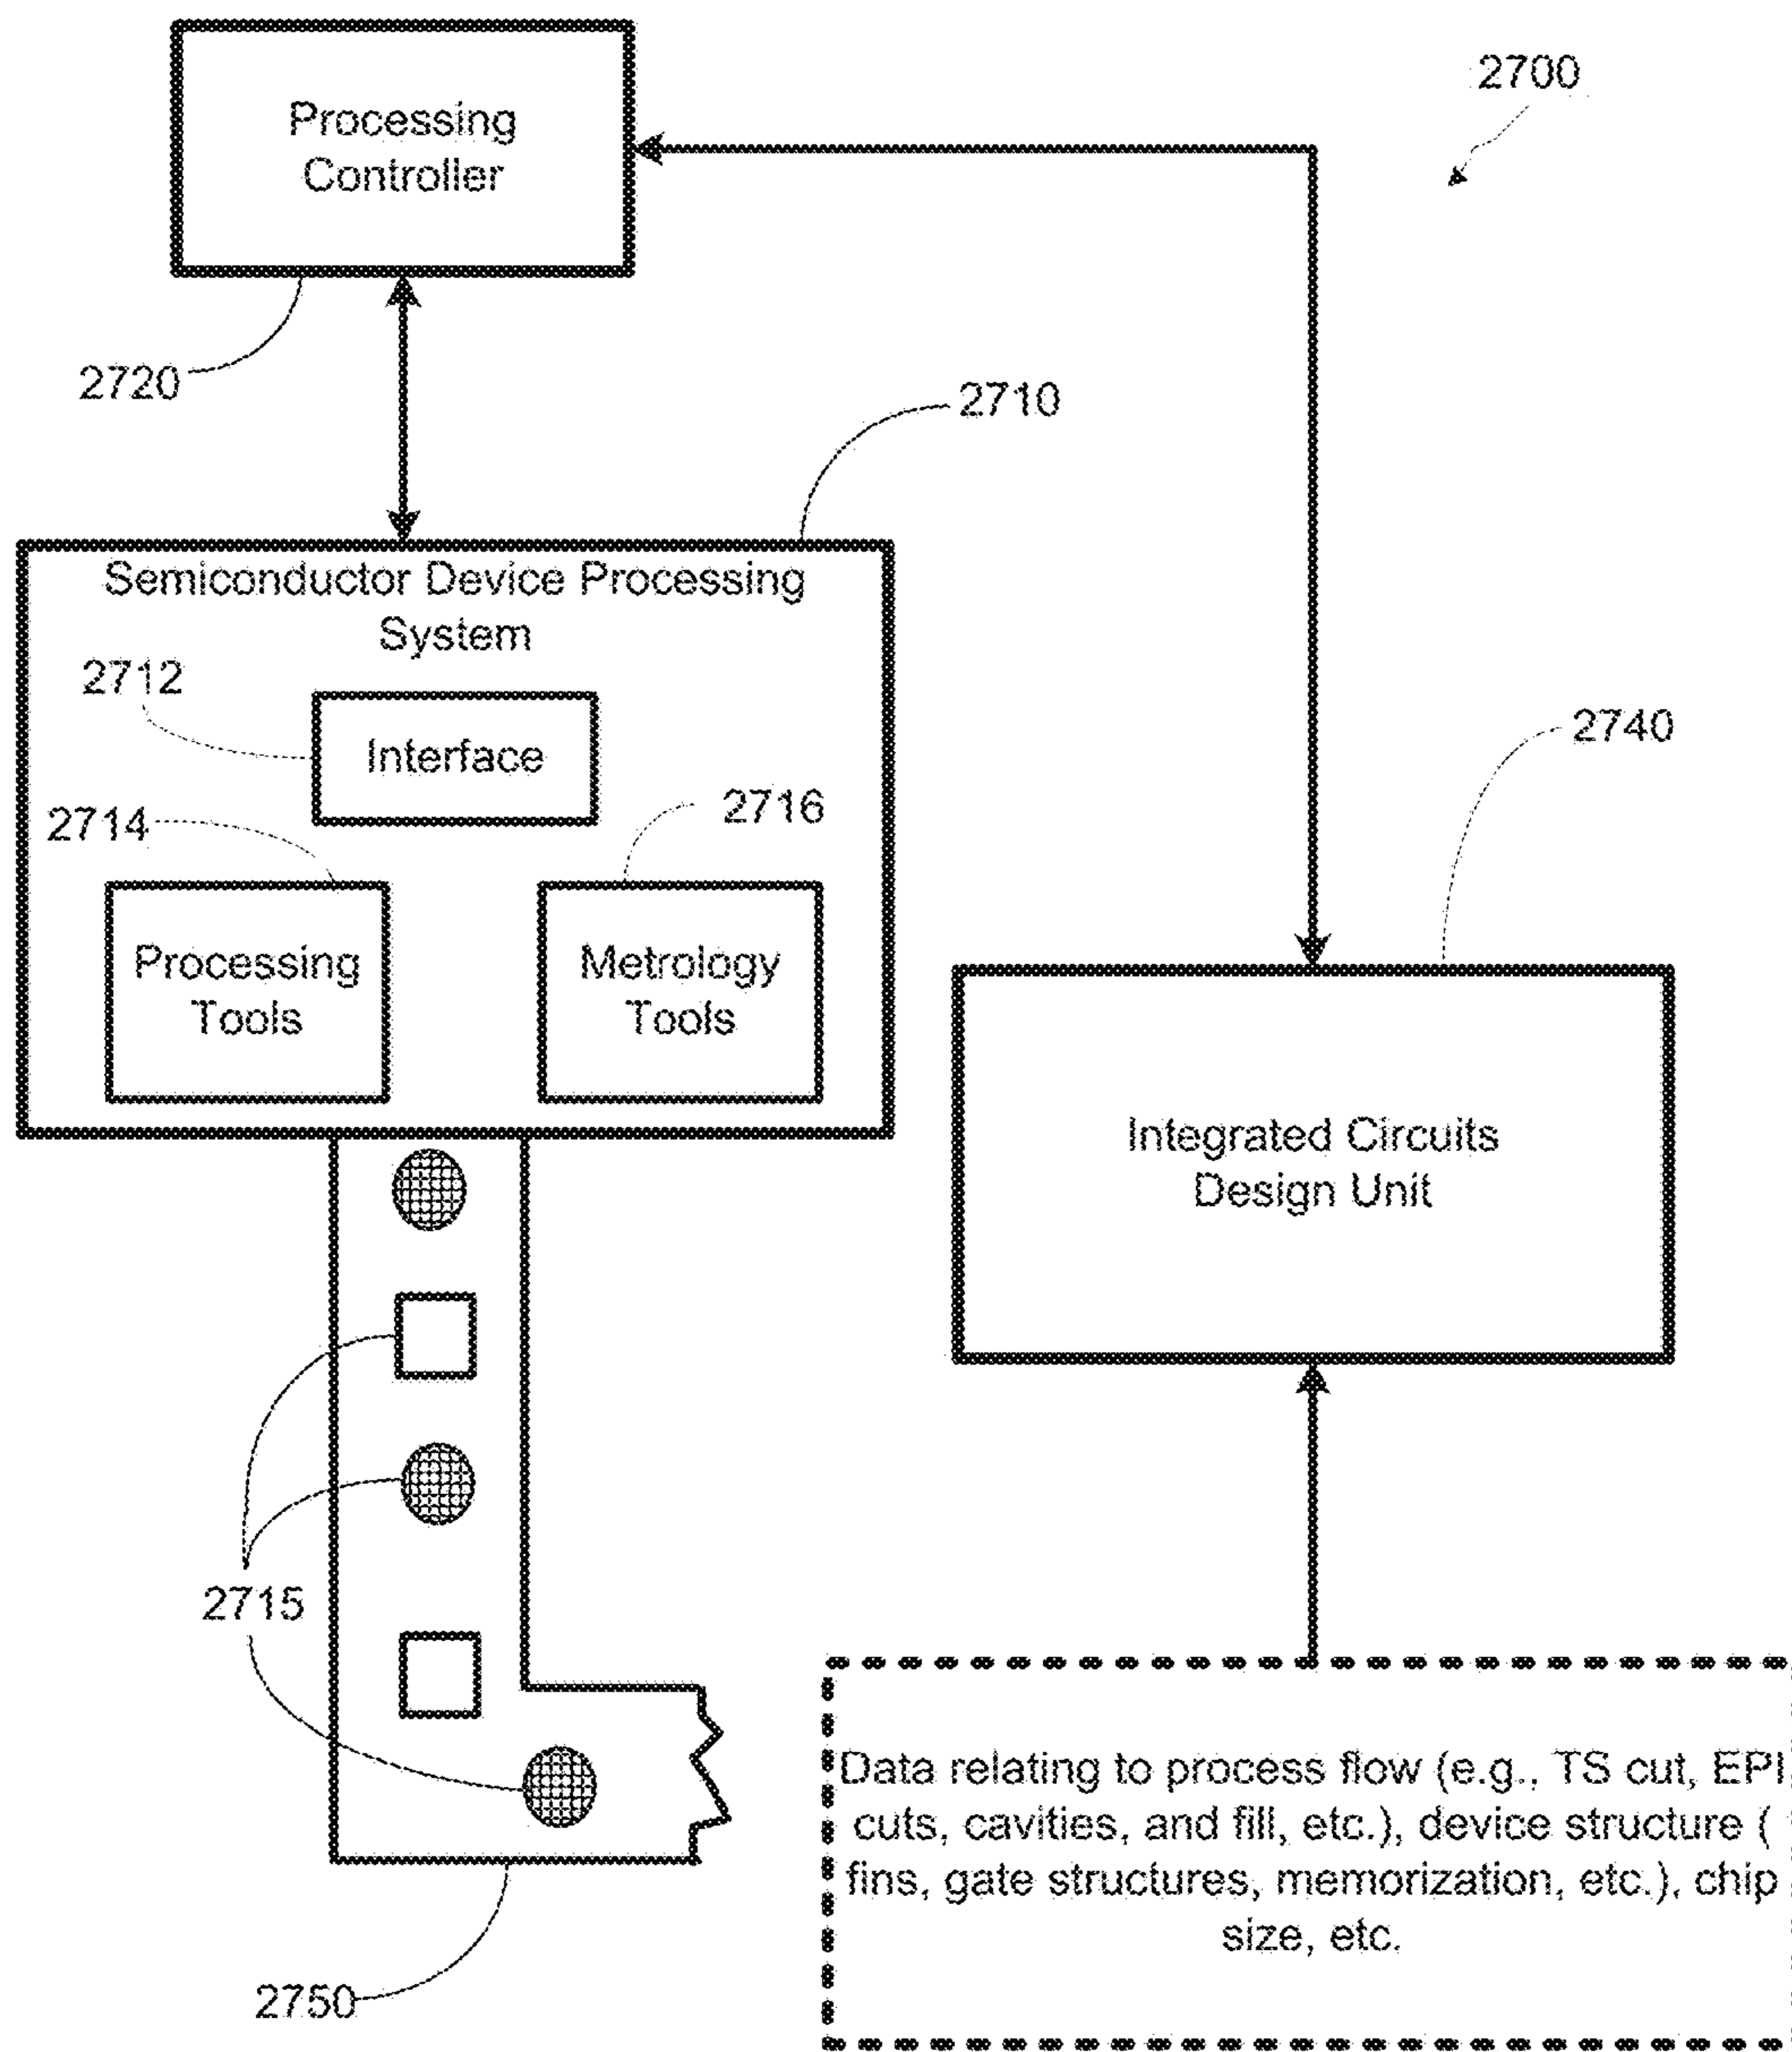 Processing
Controller
2700
2720
2710
Semiconductor Device Processing
System
2712
Interface
2714
2716
2740
Processing
Tools
Metrology
Tools
Integrated Circuits
Design Unit
2715
Data relating to process flow (e.g., TS cut, EPI
cuts, cavities, and fill, etc.), device structure (
fins, gate structures, memorization, etc.), chip
size, etc.
2750